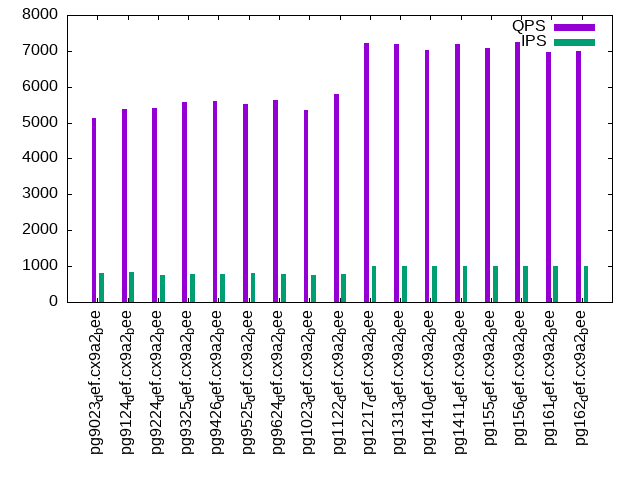 8000
7000
6000
5000
4000
3000
2000
1000
0
QPS
IPS
pg9023def.cx9a2bee
pg9124def.cx9a2bee
pg9224def.cx9a2bee
pg9325def.cx9a2bee
pg9426def.cx9a2bee
pg9525def.cx9a2bee
pg9624def.cx9a2bee
pg1023def.cx9a2bee
pg1122def.cx9a2bee
pg1217def.cx9a2bee
pg1313def.cx9a2bee
pg1410def.cx9a2bee
pg1411def.cx9a2bee
pg155def.cx9a2bee
pg156def.cx9a2bee
pg161def.cx9a2bee
pg162def.cx9a2bee